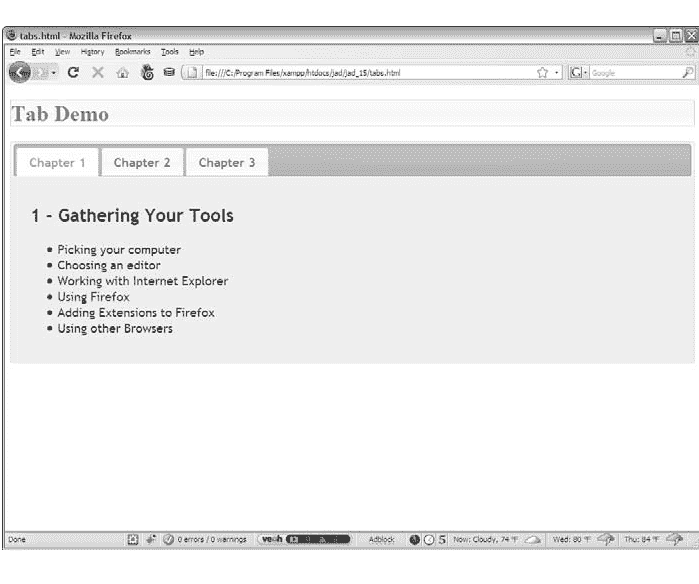 tabs.html - Mozilla Firefox
File Edit View History Bookmarks Tools Help
file:///C:/Program Files/xampp/htdocs/jad/jad_15/tabs.html
G Google
Tab Demo
Chapter 1 Chapter 2 Chapter 3
1 - Gathering Your Tools
• Picking your computer
• Choosing an editor
• Working with Internet Explorer
• Using Firefox
• Adding Extensions to Firefox
• Using other Browsers
Done 0 errors / 0 warnings Adblock 5 Now: Cloudy, 74 °F Wed: 80 °F Thu: 84 °F